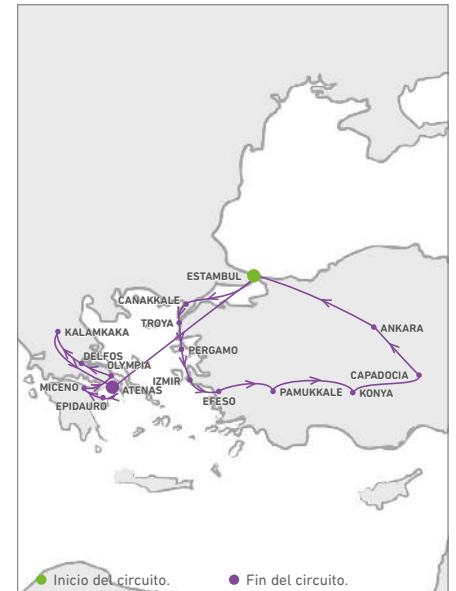 ESTAMBUL
ÇANAKKALE
TROYA
KALAMKAKA
ANKARA
PERGAMO
DELFOS
OLYMPIA
CAPADOCIA
IZMIR
MICENO
ATENAS
PAMUKKALE
KONYA
EFESO
EPIDAURO
Inicio del circuito.
Fin del circuito.